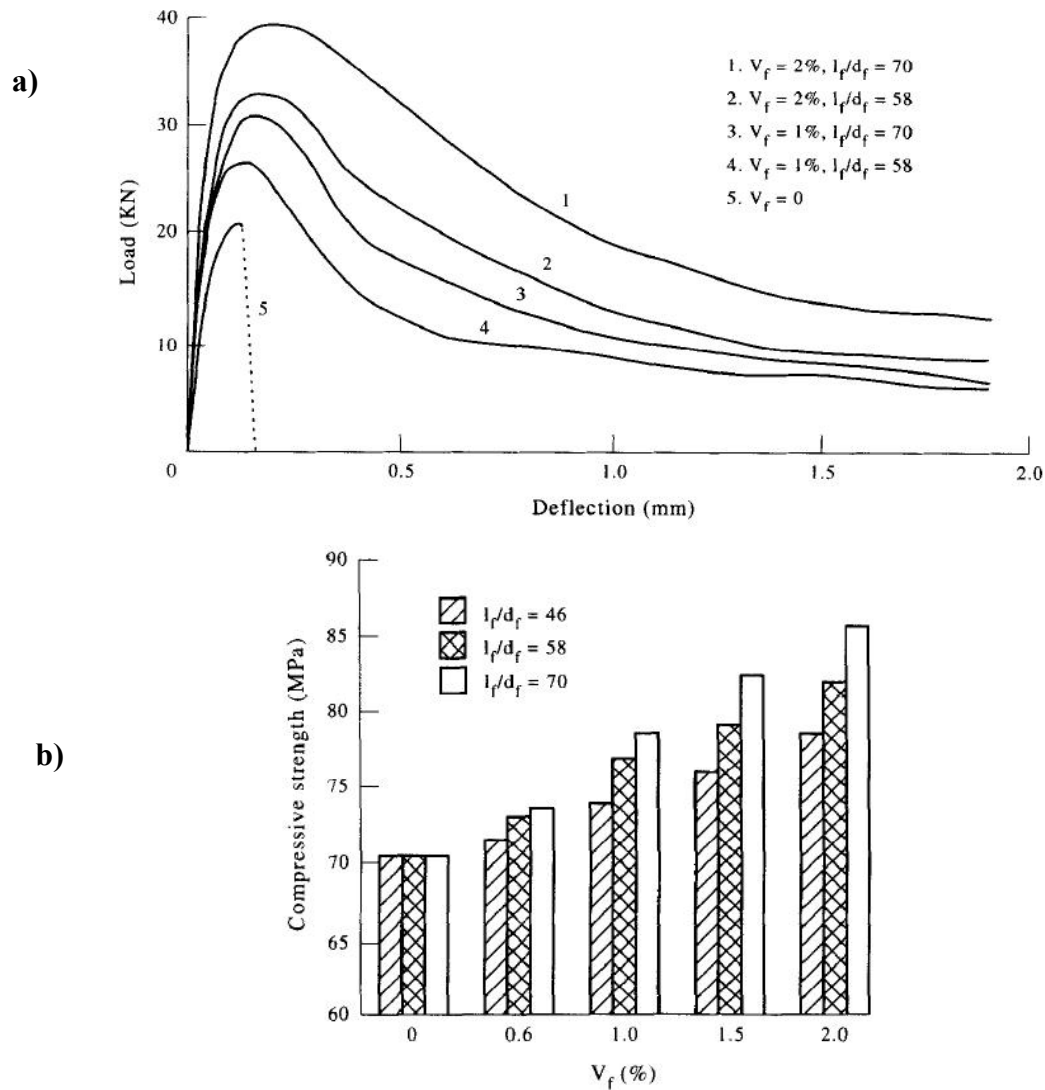 a)
40
30
20
10
0
Load (KN)
1. V_f = 2%, l_f/d_f = 70
2. V_f = 2%, l_f/d_f = 58
3. V_f = 1%, l_f/d_f = 70
4. V_f = 1%, l_f/d_f = 58
5. V_f = 0
1
2
3
4
5
0.5
1.0
1.5
2.0
Deflection (mm)
b)
90
85
80
75
70
65
60
Compressive strength (MPa)
l_f/d_f = 46
l_f/d_f = 58
l_f/d_f = 70
0
0.6
1.0
1.5
2.0
V_f (%)